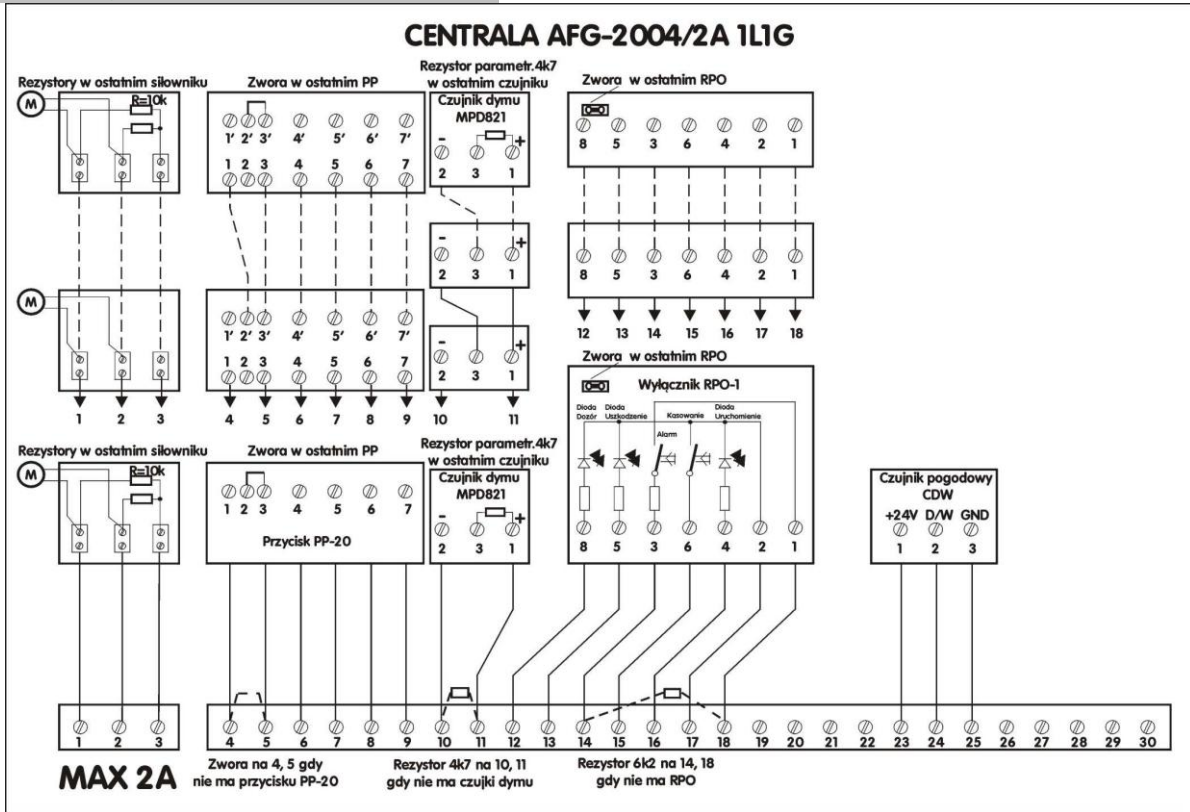 CENTRALA AFG-2004/2A 1L1G
Rezystory w ostatnim siłowniku
M
R=10k
Zwora w ostatnim PP
1' 2' 3' 4' 5' 6' 7'
1 2 3 4 5 6 7
Rezystor parametr.4k7
w ostatnim czujniku
Czujnik dymu
MPD821
- +
2 3 1
Zwora w ostatnim RPO
8 5 3 6 4 2 1
- +
2 3 1
8 5 3 6 4 2 1
M
1' 2' 3' 4' 5' 6' 7'
1 2 3 4 5 6 7
- +
2 3 1
12 13 14 15 16 17 18
1 2 3
4 5 6 7 8 9
10 11
Rezystory w ostatnim siłowniku
M
R=10k
Zwora w ostatnim PP
1 2 3 4 5 6 7
Przycisk PP-20
Rezystor parametr.4k7
w ostatnim czujniku
Czujnik dymu
MPD821
- +
2 3 1
Zwora w ostatnim RPO
Wyłącznik RPO-1
Dioda Dioda Dioda
Dozór Uszkodzenie Kasowanie Uruchomienie
Alarm
8 5 3 6 4 2 1
Czujnik pogodowy
CDW
+24V D/W GND
1 2 3
1 2 3
4 5 6 7 8 9 10 11 12 13 14 15 16 17 18 19 20 21 22 23 24 25 26 27 28 29 30
MAX 2A
Zwora na 4, 5 gdy
nie ma przycisku PP-20
Rezystor 4k7 na 10, 11
gdy nie ma czujki dymu
Rezystor 6k2 na 14, 18
gdy nie ma RPO